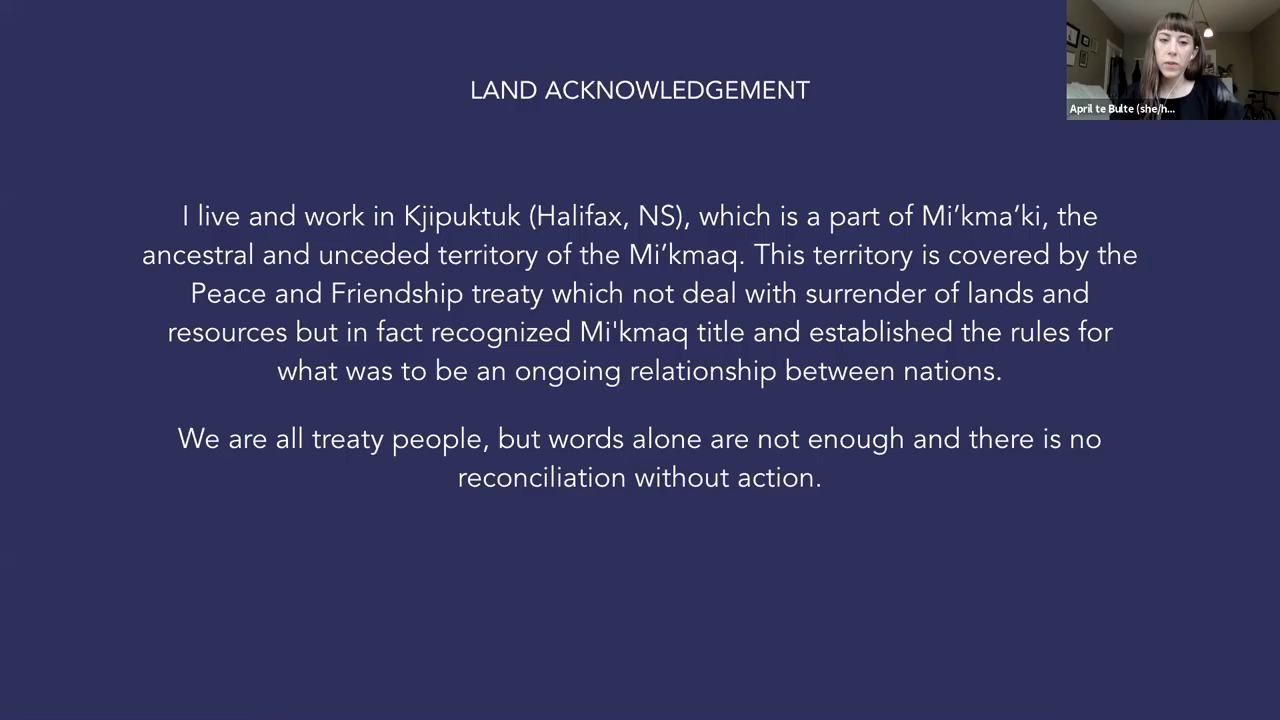 LAND ACKNOWLEDGEMENT
April te Bulte (she/h...
I live and work in Kjipuktuk (Halifax, NS), which is a part of Mi’kma’ki, the
ancestral and unceded territory of the Mi’kmaq. This territory is covered by the
Peace and Friendship treaty which not deal with surrender of lands and
resources but in fact recognized Mi'kmaq title and established the rules for
what was to be an ongoing relationship between nations.
We are all treaty people, but words alone are not enough and there is no
reconciliation without action.